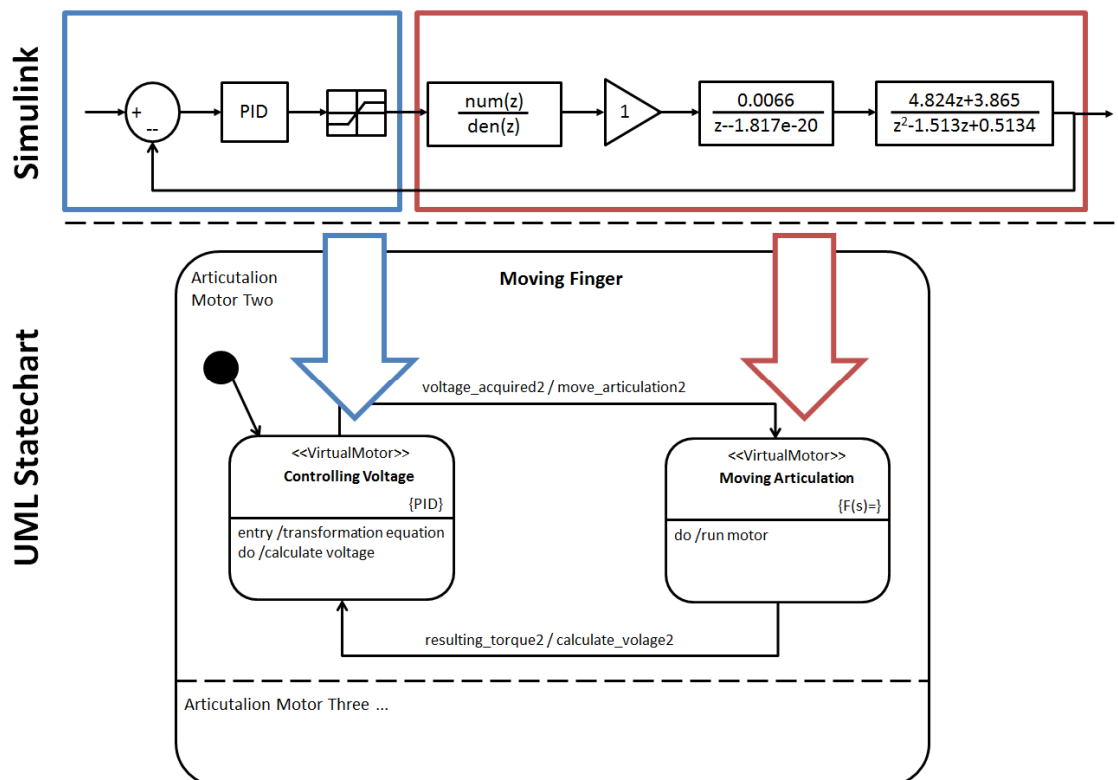 Simulink
+
--
PID
num(z)
den(z)
1
0.0066
z--1.817e-20
4.824z+3.865
z²-1.513z+0.5134
UML Statechart
Articutalion
Motor Two
Moving Finger
voltage_acquired2 / move_articulation2
<<VirtualMotor>>
Controlling Voltage
{PID}
entry /transformation equation
do /calculate voltage
<<VirtualMotor>>
Moving Articulation
{F(s)=}
do /run motor
resulting_torque2 / calculate_volage2
Articutalion Motor Three ...